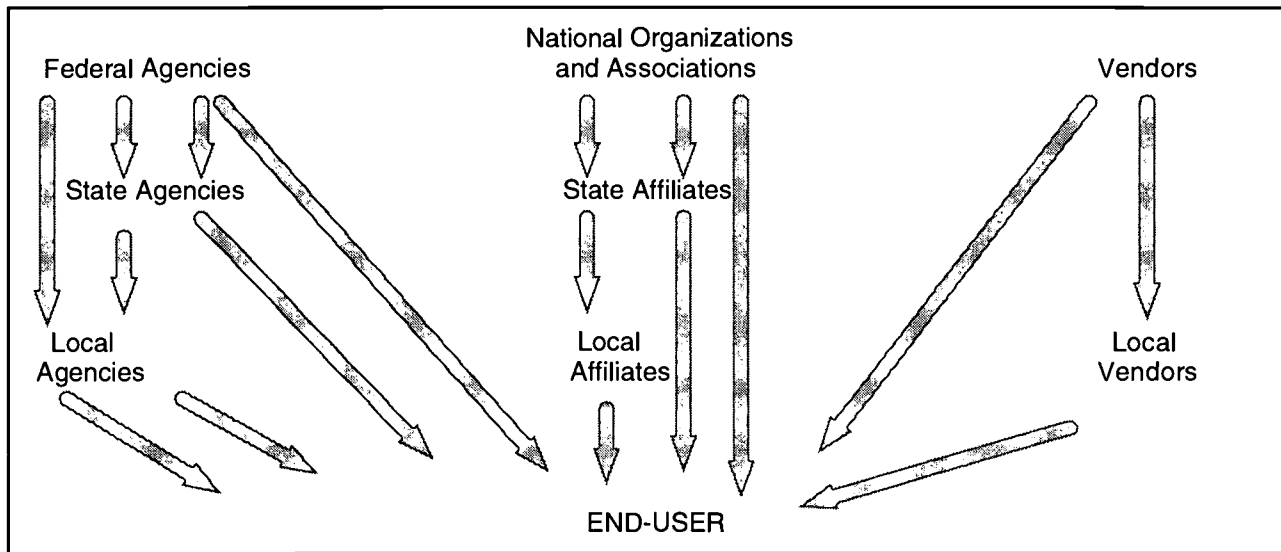 National Organizations
and Associations
Federal Agencies
Vendors
State Agencies
State Affiliates
Local
Agencies
Local
Affiliates
Local
Vendors
END-USER